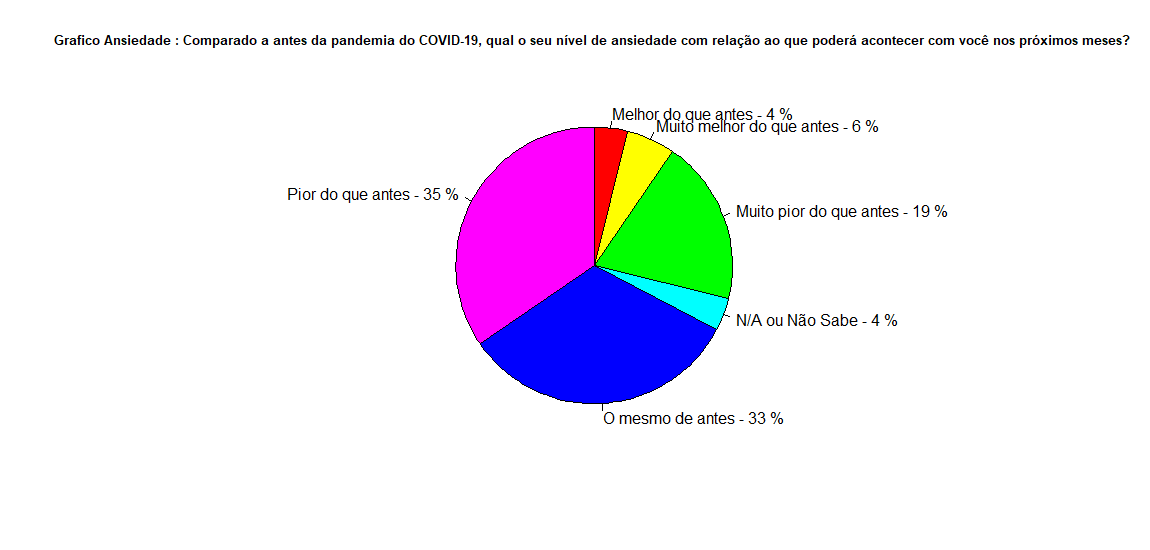 Grafico Ansiedade : Comparado a antes da pandemia do COVID-19, qual o seu nível de ansiedade com relação ao que poderá acontecer com você nos próximos meses?
Melhor do que antes - 4 %
Muito melhor do que antes - 6 %
Pior do que antes - 35 %
Muito pior do que antes - 19 %
N/A ou Não Sabe - 4 %
O mesmo de antes - 33 %